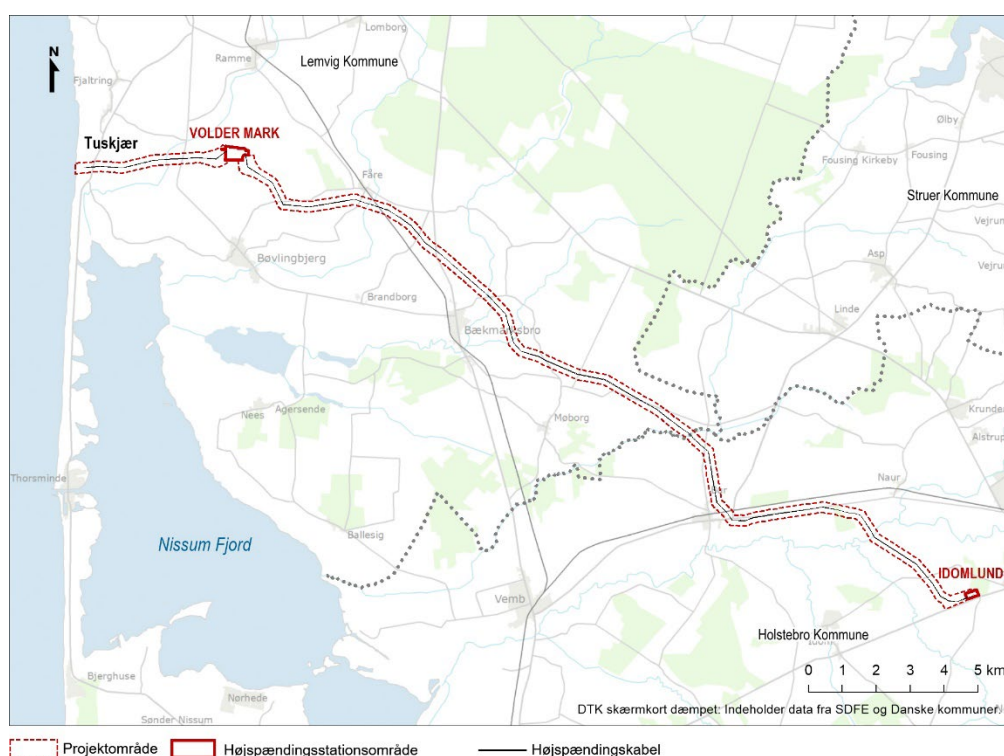 Lomborg
Ramme
Lemvig Kommune
N
Fjaltring
VOLDER MARK
Tuskjær
Ølby
Fousing Kirkeby
Fousing
Fåre
Struer Kommune
Vejrum
Bøvlingbjerg
Asp
Vejrum
Brandborg
Linde
Bækmarksbro
Nees
Agersende
Møborg
Krunder
Alstrup
Thorsminde
Naur
Nissum Fjord
Ballesig
IDOMLUND
Vemb
Holstebro Kommune
Idom
0 1 2 3 4 5 km
Bjerghuse
Nørhede
Sønder Nissum
DTK skærmkort dæmpet: Indeholder data fra SDFE og Danske kommuner.
Projektområde Højspændingsstationsområde Højspændingskabel